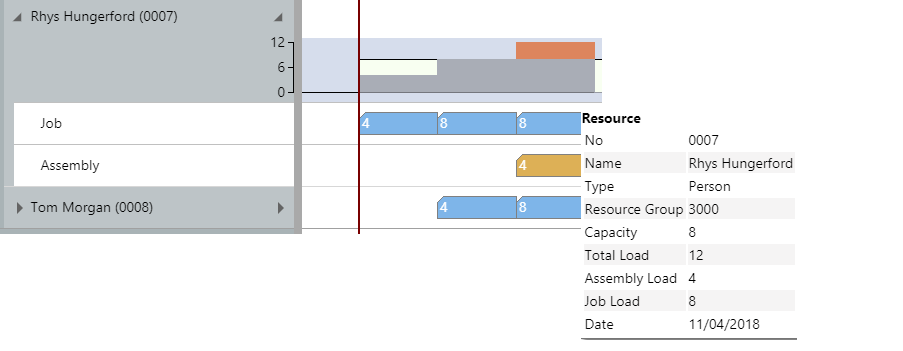 Rhys Hungerford (0007)
12
6
0
Job
4 8 8
Resource
No 0007
Assembly
4
Name Rhys Hungerford
Type Person
Tom Morgan (0008)
4 8
Resource Group 3000
Capacity 8
Total Load 12
Assembly Load 4
Job Load 8
Date 11/04/2018